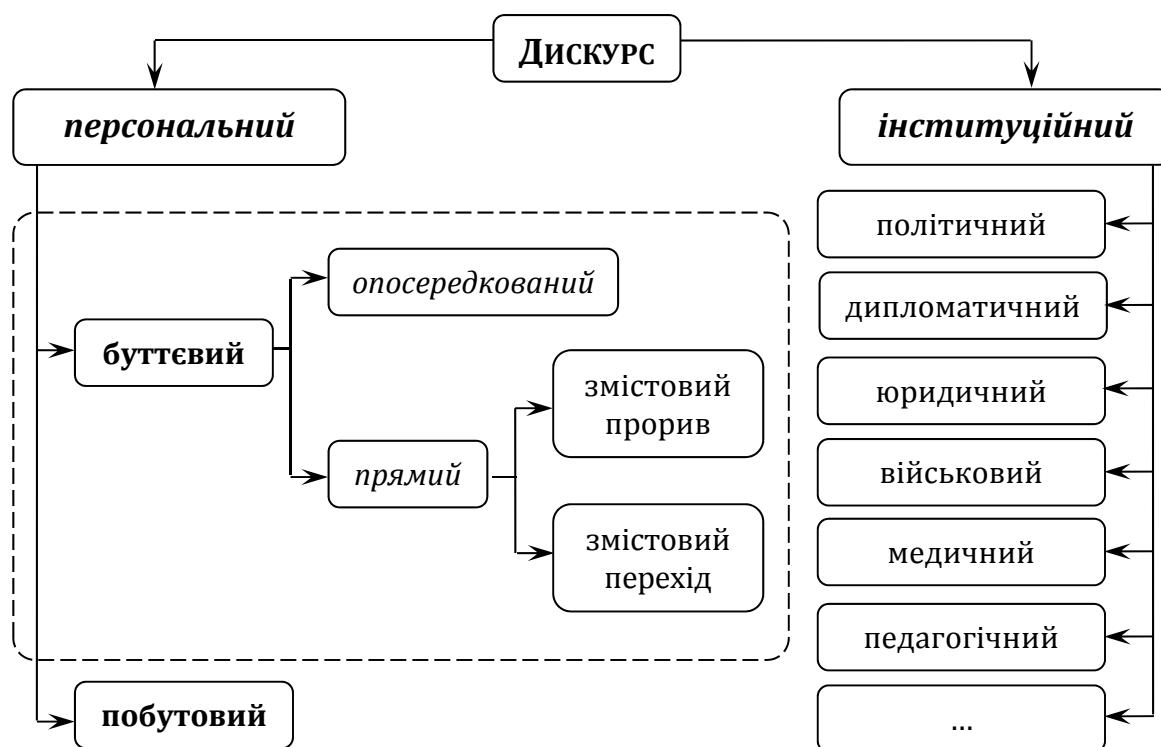 ДИСКУРС
персональний
інституційний
опосередкований
буттєвий
прямий
змістовий
прорив
змістовий
перехід
побутовий
політичний
дипломатичний
юридичний
військовий
медичний
педагогічний
...